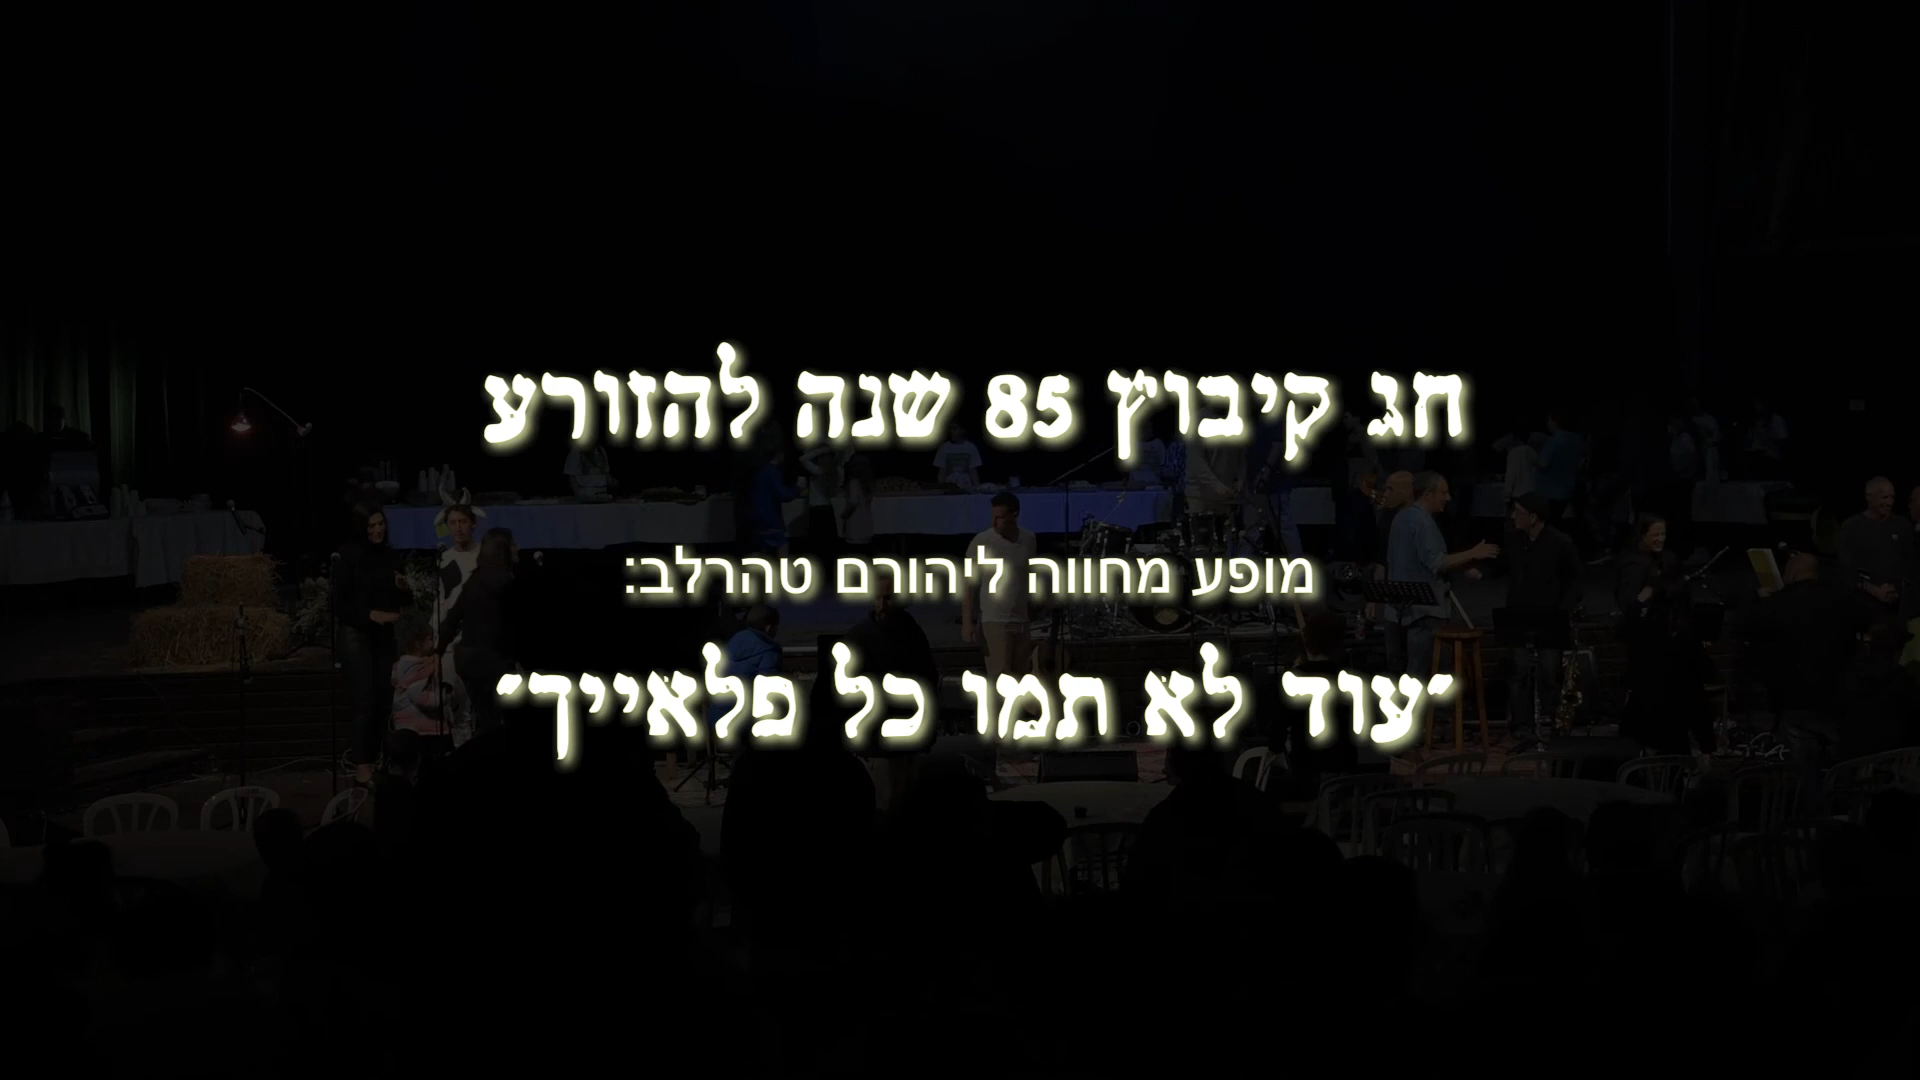 חג קיבוץ 85 שנה להזורע
מופע מחווה ליהורם טהרלב:
״עוד לא תמו כל פלאייך״